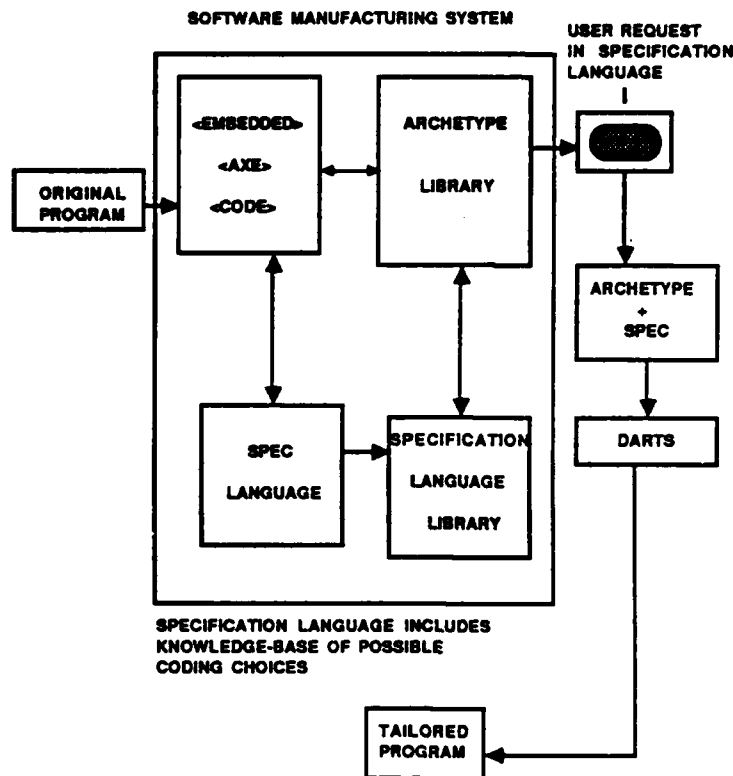 SOFTWARE MANUFACTURING SYSTEM
USER REQUEST
IN SPECIFICATION
LANGUAGE
<EMBEDDED>
<AXE>
<CODE>
ARCHETYPE
LIBRARY
ORIGINAL
PROGRAM
ARCHETYPE
+
SPEC
SPEC
LANGUAGE
SPECIFICATION
LANGUAGE
LIBRARY
DARTS
SPECIFICATION LANGUAGE INCLUDES
KNOWLEDGE-BASE OF POSSIBLE
CODING CHOICES
TAILORED
PROGRAM